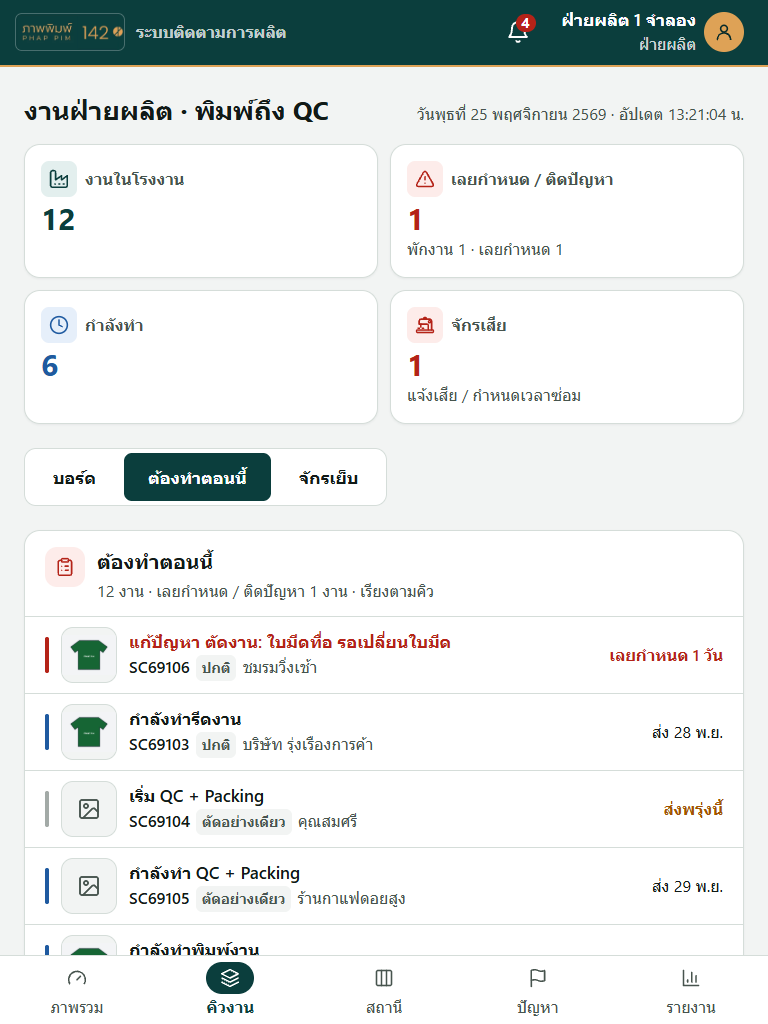 ภาพพิมพ์ 142
PHAP PIM
ระบบติดตามการผลิต
4
ฝ่ายผลิต 1 จำลอง
ฝ่ายผลิต
งานฝ่ายผลิต · พิมพ์ถึง QC
วันพุธที่ 25 พฤศจิกายน 2569 · อัปเดต 13:21:04 น.
งานในโรงงาน
12
เลยกำหนด / ติดปัญหา
1
พักงาน 1 · เลยกำหนด 1
กำลังทำ
6
จักรเสีย
1
แจ้งเสีย / กำหนดเวลาซ่อม
บอร์ด
ต้องทำตอนนี้
จักรเย็บ
ต้องทำตอนนี้
12 งาน · เลยกำหนด / ติดปัญหา 1 งาน · เรียงตามคิว
แก้ปัญหา ตัดงาน: ใบมีดทื่อ รอเปลี่ยนใบมีด
SC69106 ปกติ ชมรมวิ่งเช้า
เลยกำหนด 1 วัน
กำลังทำรีดงาน
SC69103 ปกติ บริษัท รุ่งเรืองการค้า
ส่ง 28 พ.ย.
เริ่ม QC + Packing
SC69104 ตัดอย่างเดียว คุณสมศรี
ส่งพรุ่งนี้
กำลังทำ QC + Packing
SC69105 ตัดอย่างเดียว ร้านกาแฟดอยสูง
ส่ง 29 พ.ย.
กำลังทำพิมพ์งาน
ภาพรวม
คิวงาน
สถานี
ปัญหา
รายงาน